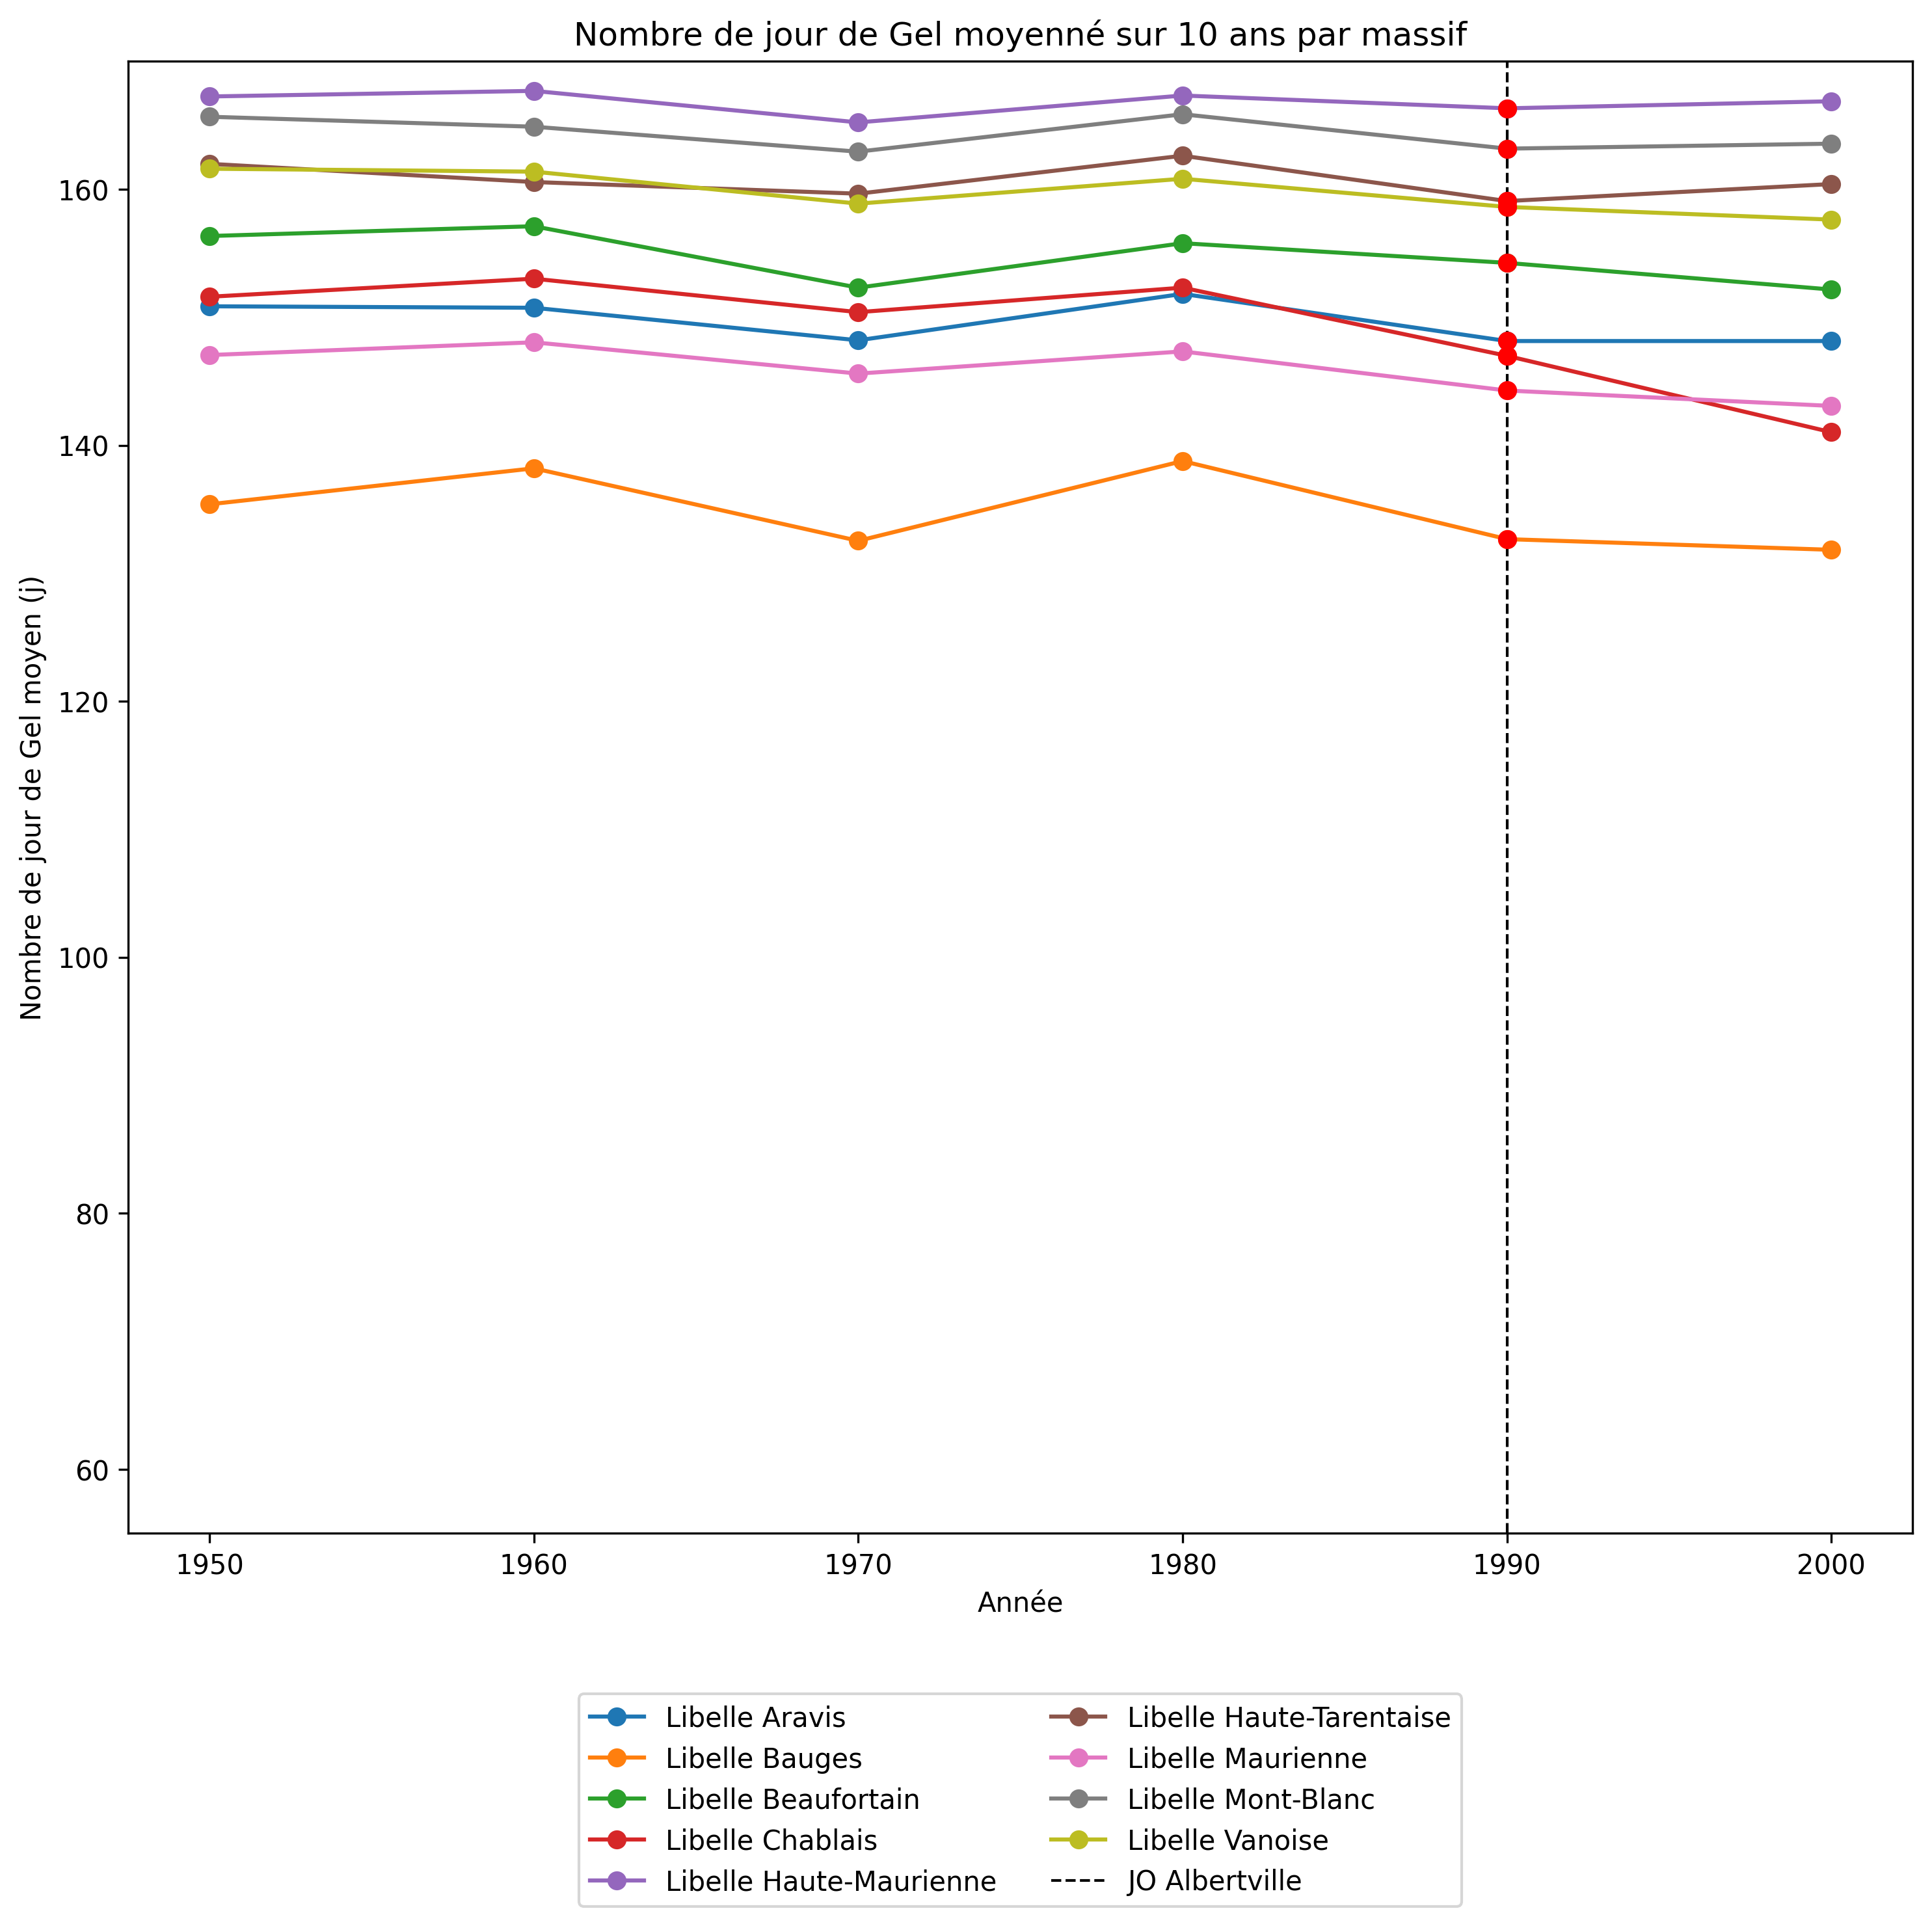 Nombre de jour de Gel moyenné sur 10 ans par massif
Nombre de jour de Gel moyen (j)
160
140
120
100
80
60
1950 1960 1970 1980 1990 2000
Année
Libelle Aravis
Libelle Bauges
Libelle Beaufortain
Libelle Chablais
Libelle Haute-Maurienne
Libelle Haute-Tarentaise
Libelle Maurienne
Libelle Mont-Blanc
Libelle Vanoise
JO Albertville